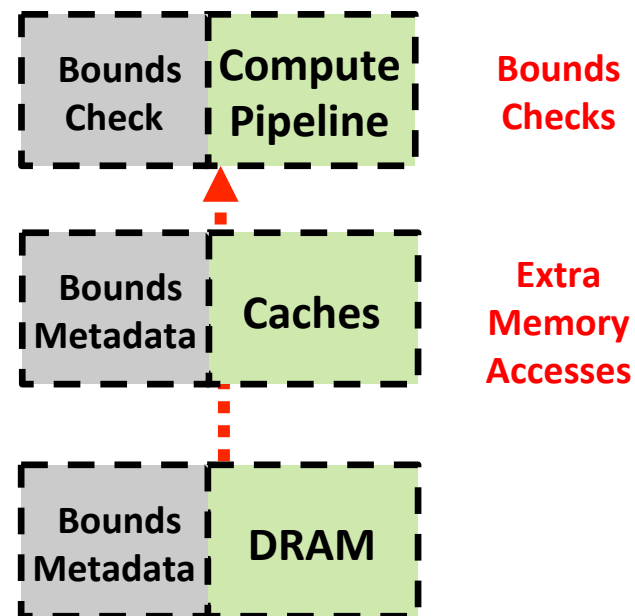 Bounds
Check
Compute
Pipeline
Bounds
Checks
Bounds
Metadata
Caches
Extra
Memory
Accesses
Bounds
Metadata
DRAM